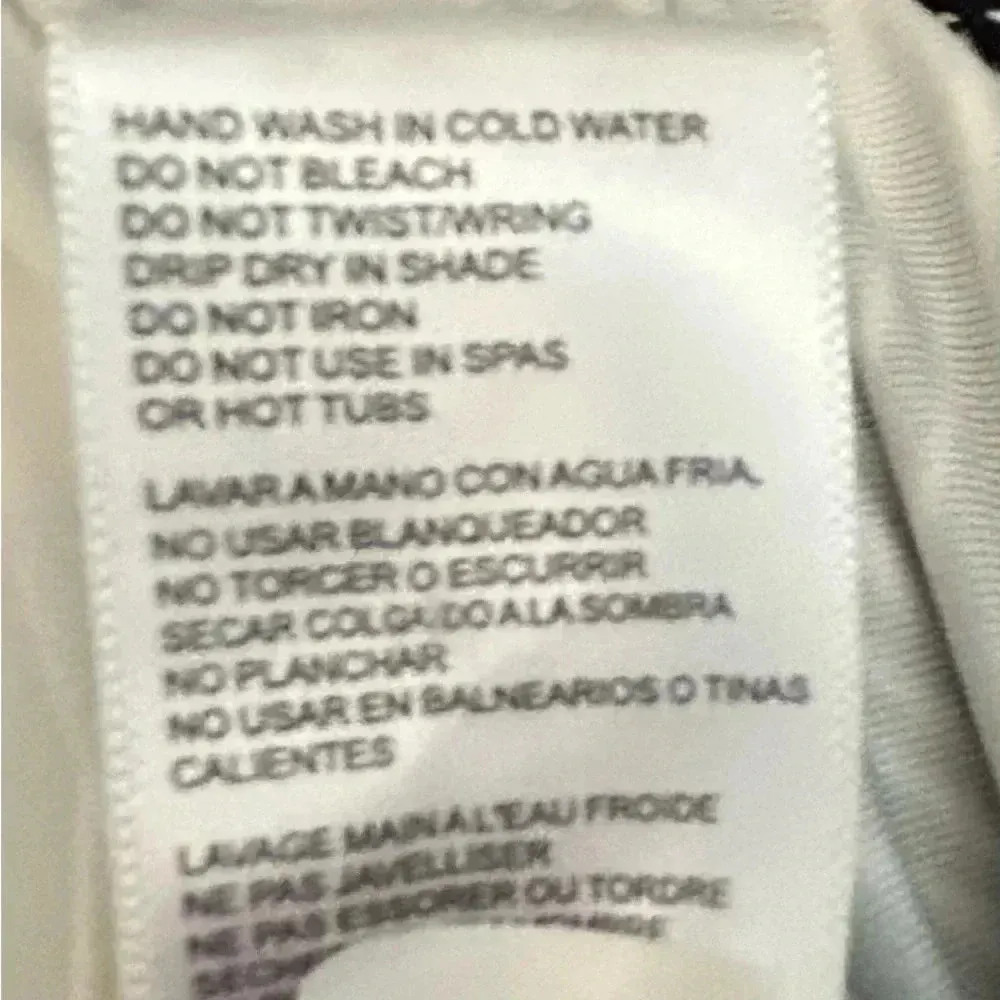 HAND WASH IN COLD WATER
DO NOT BLEACH
DO NOT TWIST/WRING
DRIP DRY IN SHADE
DO NOT IRON
DO NOT USE IN SPAS
OR HOT TUBS
LAVAR A MANO CON AGUA FRIA.
NO USAR BLANQUEADOR
NO TORCER O ESCURRIR
SECAR COLGADO A LA SOMBRA
NO PLANCHAR
NO USAR EN BALNEARIOS O TINAS
CALIENTES
LAVAGE MAIN A L'EAU FROIDE
NE PAS JAVELLISER
NE PAS ESSORER OU TORDRE